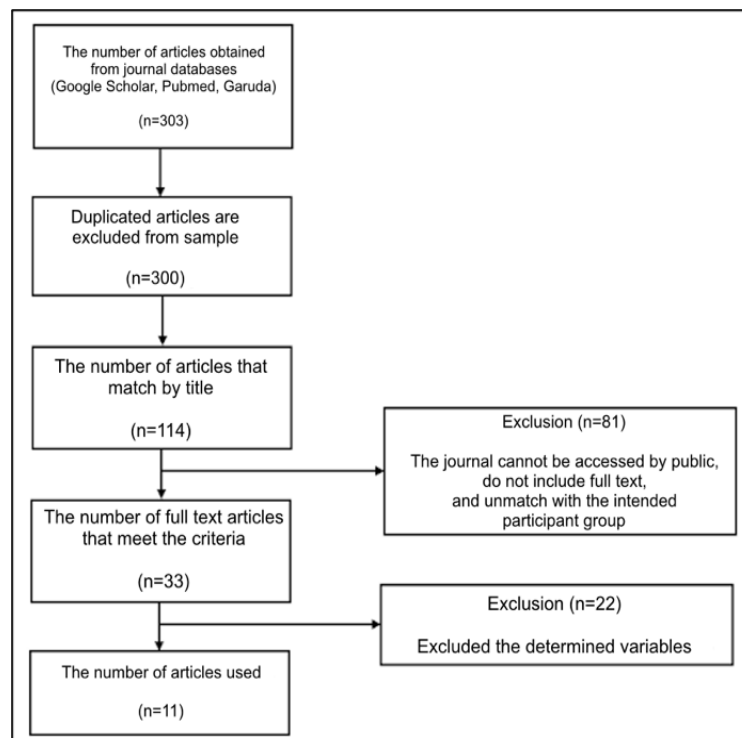 The number of articles obtained
from journal databases
(Google Scholar, Pubmed, Garuda)
(n=303)
Duplicated articles are
excluded from sample
(n=300)
The number of articles that
match by title
(n=114)
Exclusion (n=81)
The journal cannot be accessed by public,
do not include full text,
and unmatch with the intended
participant group
The number of full text articles
that meet the criteria
(n=33)
Exclusion (n=22)
Excluded the determined variables
The number of articles used
(n=11)